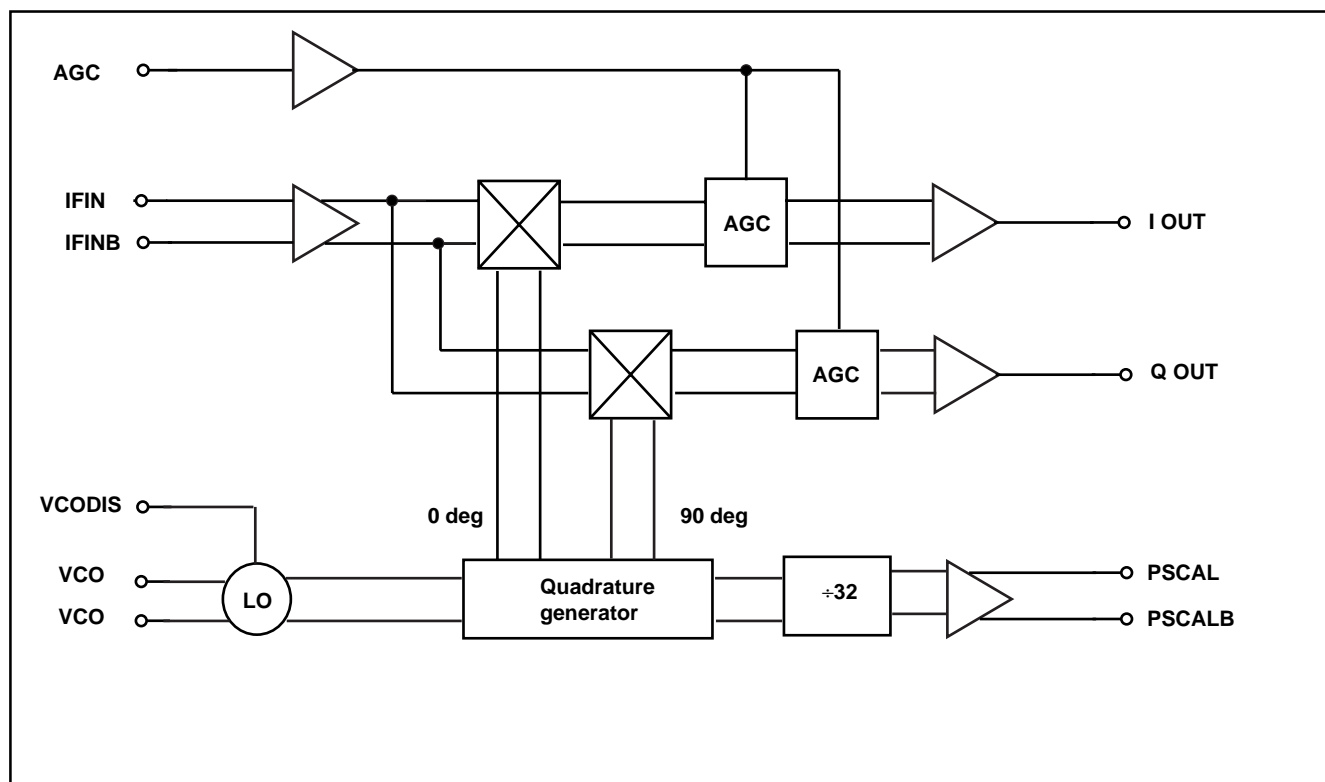 AGC
IFIN
IFINB
AGC
I OUT
AGC
Q OUT
VCODIS
0 deg
90 deg
VCO
VCO
LO
Quadrature
generator
÷32
PSCAL
PSCALB